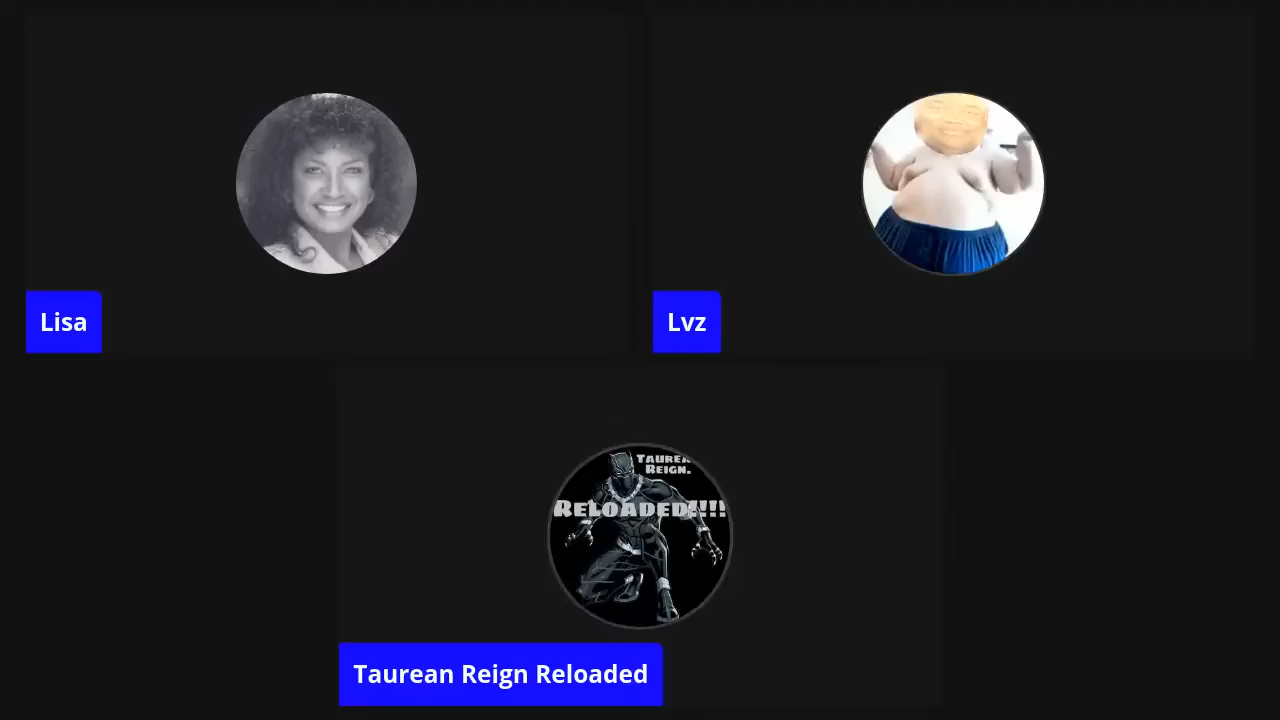 Lisa
Lvz
Taurean
Reign.
Reloaded!!!!
Taurean Reign Reloaded